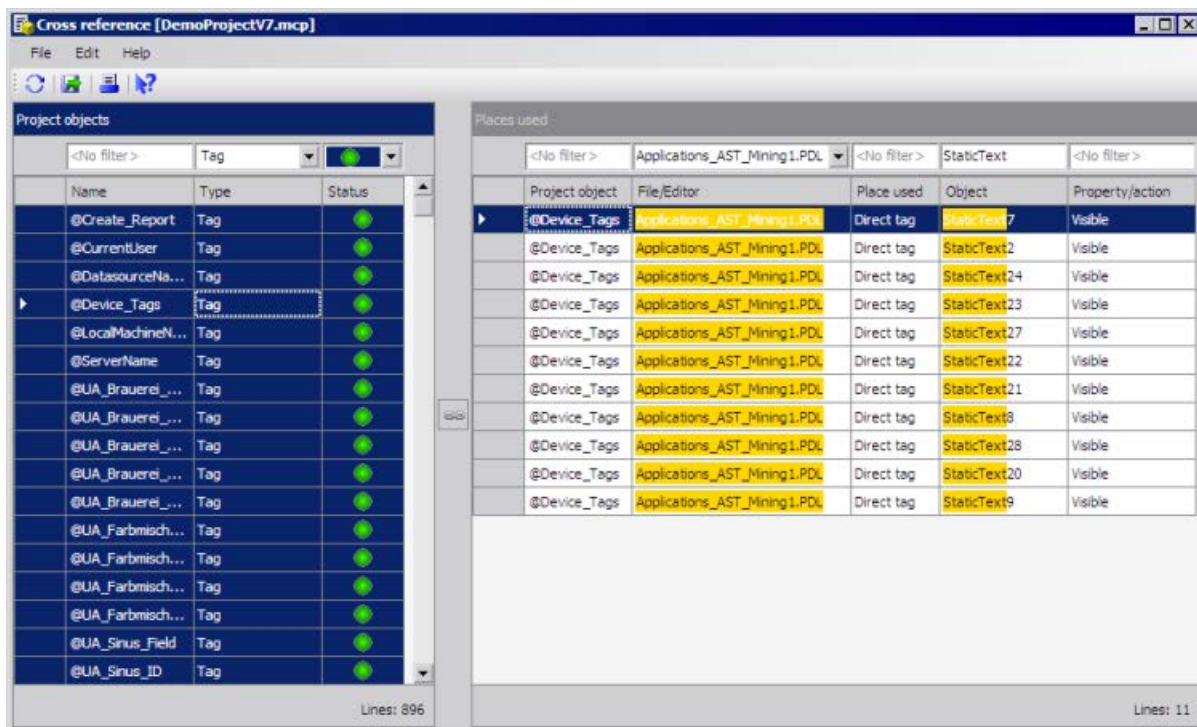 Cross reference [DemoProjectV7.mcp]
File Edit Help
Project objects
<No filter> Tag
Name Type Status
@Create_Report Tag
@CurrentUser Tag
@DatasourceNa... Tag
@Device_Tags Tag
@LocalMachineN... Tag
@ServerName Tag
@UA_Brauerei_... Tag
@UA_Brauerei_... Tag
@UA_Brauerei_... Tag
@UA_Brauerei_... Tag
@UA_Brauerei_... Tag
@UA_Farbmisch... Tag
@UA_Farbmisch... Tag
@UA_Farbmisch... Tag
@UA_Farbmisch... Tag
@UA_Sinus_Field Tag
@UA_Sinus_ID Tag
Lines: 896
Places used
<No filter> Applications_AST_Mining1.PDL <No filter> StaticText <No filter>
Project object File/Editor Place used Object Property/action
@Device_Tags Applications_AST_Mining1.PDL Direct tag StaticText7 Visible
@Device_Tags Applications_AST_Mining1.PDL Direct tag StaticText2 Visible
@Device_Tags Applications_AST_Mining1.PDL Direct tag StaticText24 Visible
@Device_Tags Applications_AST_Mining1.PDL Direct tag StaticText23 Visible
@Device_Tags Applications_AST_Mining1.PDL Direct tag StaticText27 Visible
@Device_Tags Applications_AST_Mining1.PDL Direct tag StaticText22 Visible
@Device_Tags Applications_AST_Mining1.PDL Direct tag StaticText21 Visible
@Device_Tags Applications_AST_Mining1.PDL Direct tag StaticText8 Visible
@Device_Tags Applications_AST_Mining1.PDL Direct tag StaticText28 Visible
@Device_Tags Applications_AST_Mining1.PDL Direct tag StaticText20 Visible
@Device_Tags Applications_AST_Mining1.PDL Direct tag StaticText9 Visible
Lines: 11